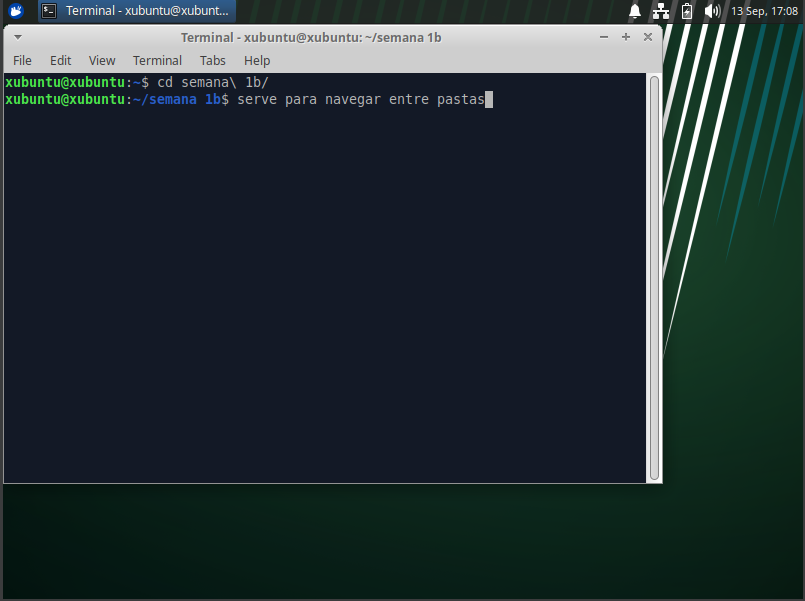 Terminal - xubuntu@xubunt... 13 Sep, 17:08
Terminal - xubuntu@xubuntu: ~/semana 1b
File Edit View Terminal Tabs Help
xubuntu@xubuntu:~$ cd semana\ 1b/
xubuntu@xubuntu:~/semana 1b$ serve para navegar entre pastas